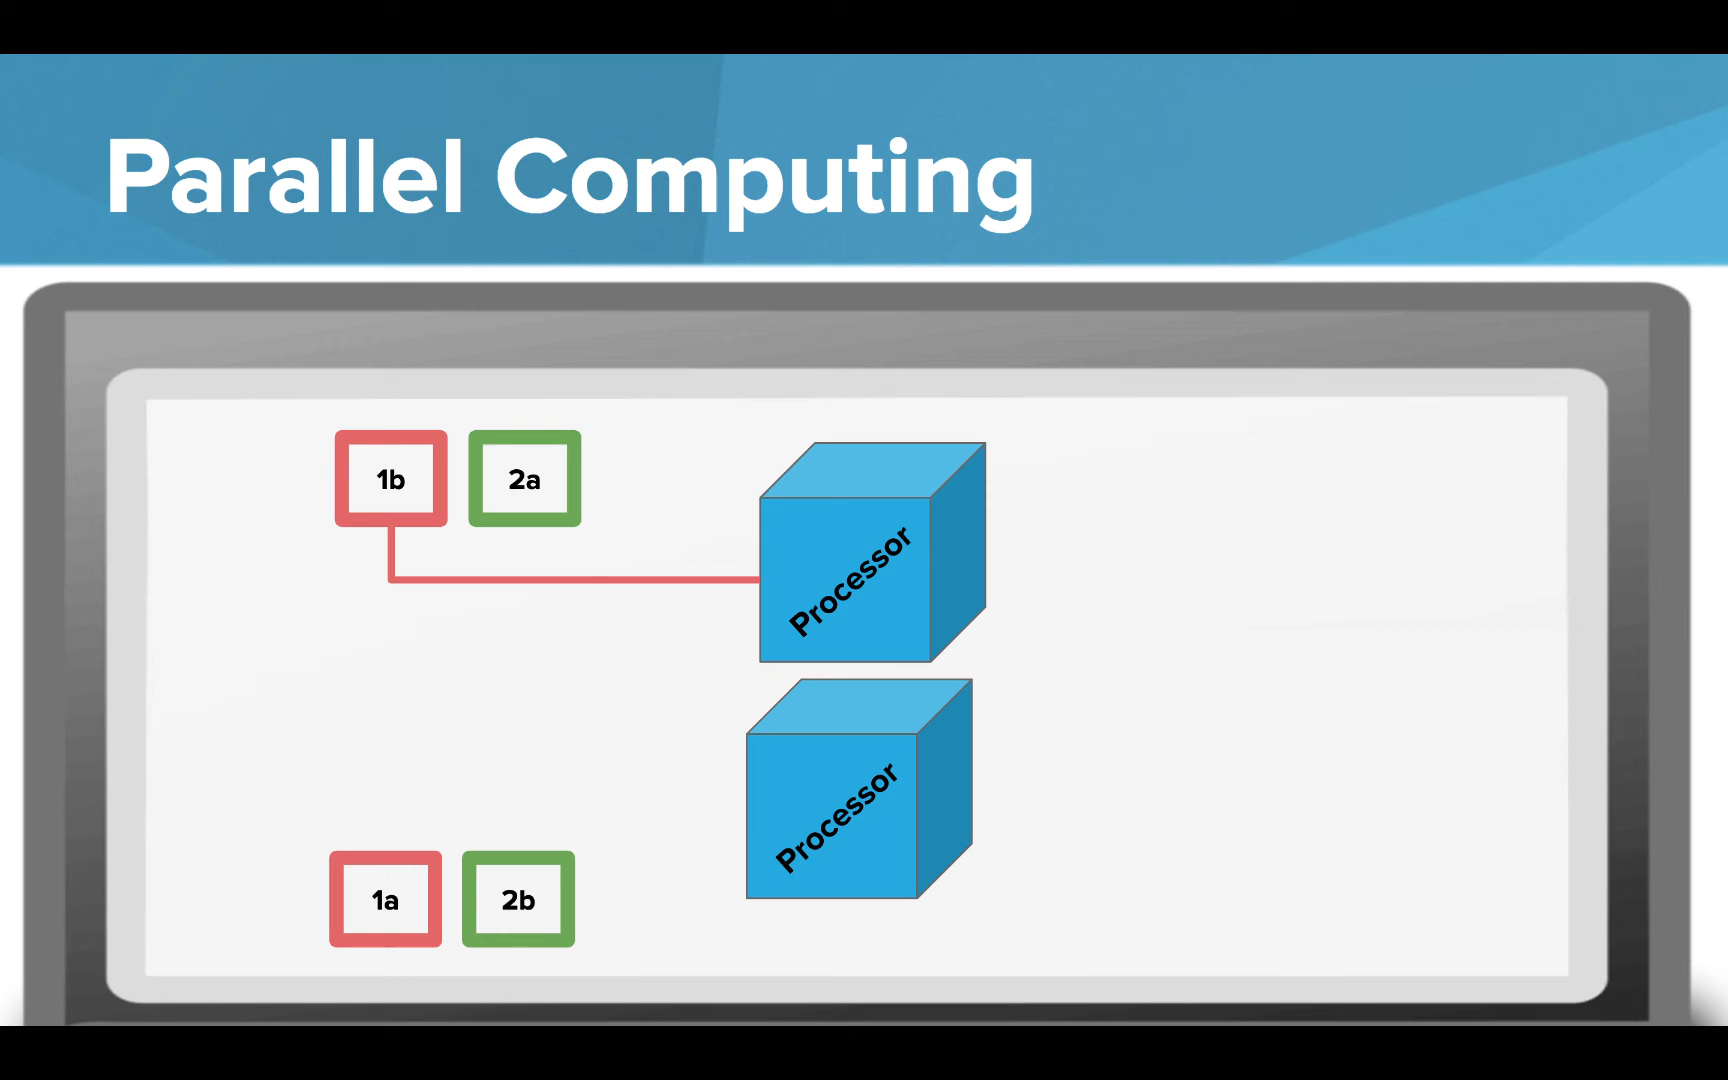 Parallel Computing
1b 2a
Processor
Processor
1a 2b